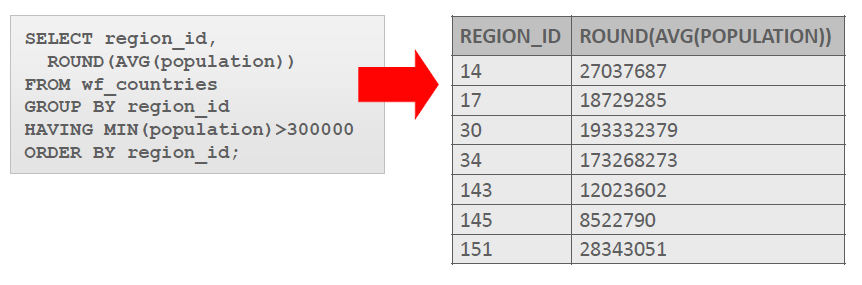 SELECT region_id,
ROUND(AVG(population))
FROM wf_countries
GROUP BY region_id
HAVING MIN(population)>300000
ORDER BY region_id;
REGION_ID ROUND(AVG(POPULATION))
14 27037687
17 18729285
30 193332379
34 173268273
143 12023602
145 8522790
151 28343051